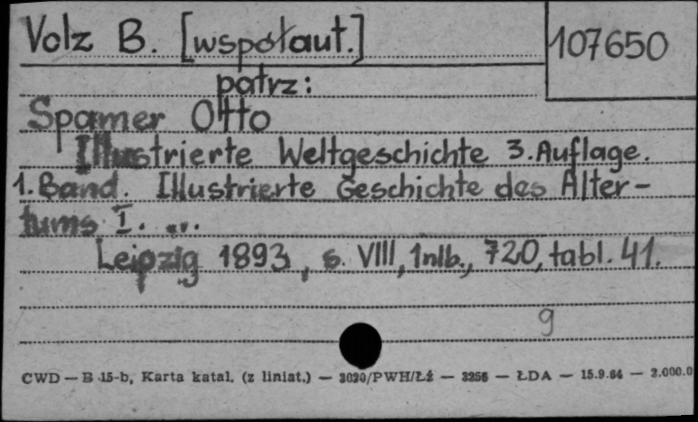 Volz B. [współaut.]
107650
patrz:
Spamer Otto
Illustrierte Weltgeschichte 3. Auflage.
1. Band. Illustrierte Geschichte des Alter-
tums I. ...
Leipzig 1893, s. VIII, 1nlb., 720, tabl. 41.
9
CWD — B 15-b, Karta katal. (z liniat.) — 3020/PWH/Łź — 3256 — ŁDA — 15.9.64 — 2.000.0